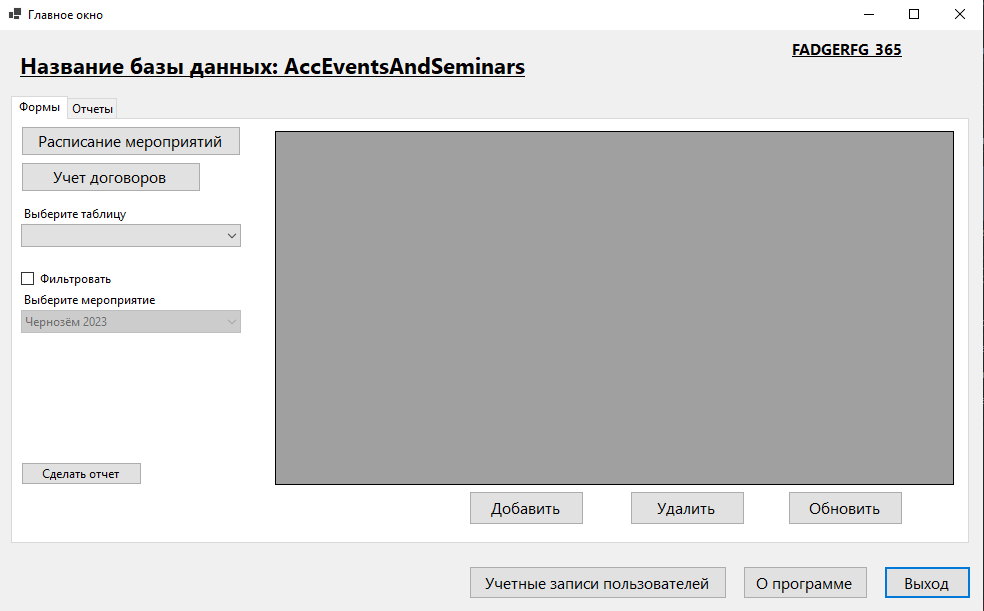 Главное окно
FADGERFG_365
Название базы данных: AccEventsAndSeminars
Формы
Отчеты
Расписание мероприятий
Учет договоров
Выберите таблицу
Фильтровать
Выберите мероприятие
Чернозём 2023
Сделать отчет
Добавить
Удалить
Обновить
Учетные записи пользователей
О программе
Выход